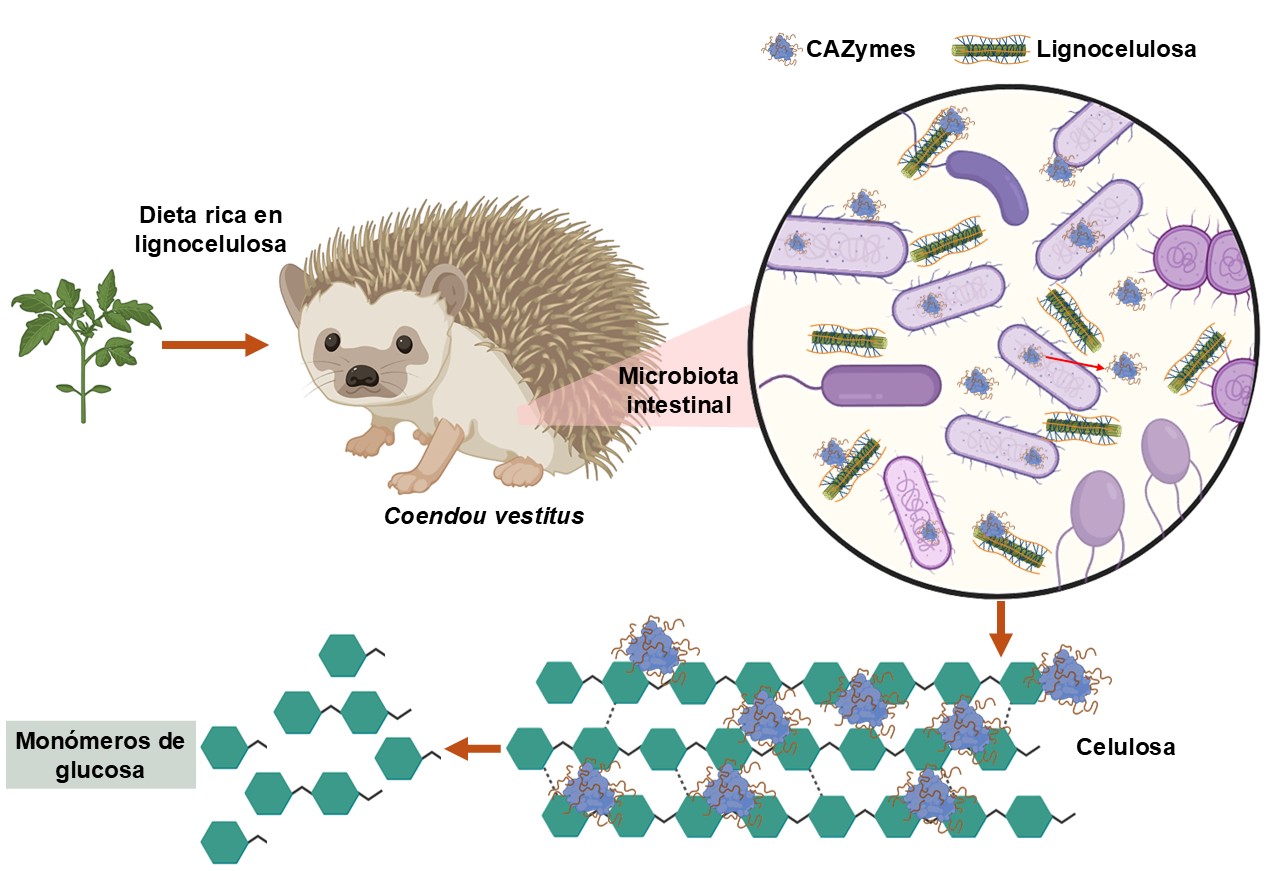 CAZymes
Lignocelulosa
Dieta rica en
lignocelulosa
Microbiota
intestinal
Coendou vestitus
Celulosa
Monómeros de
glucosa